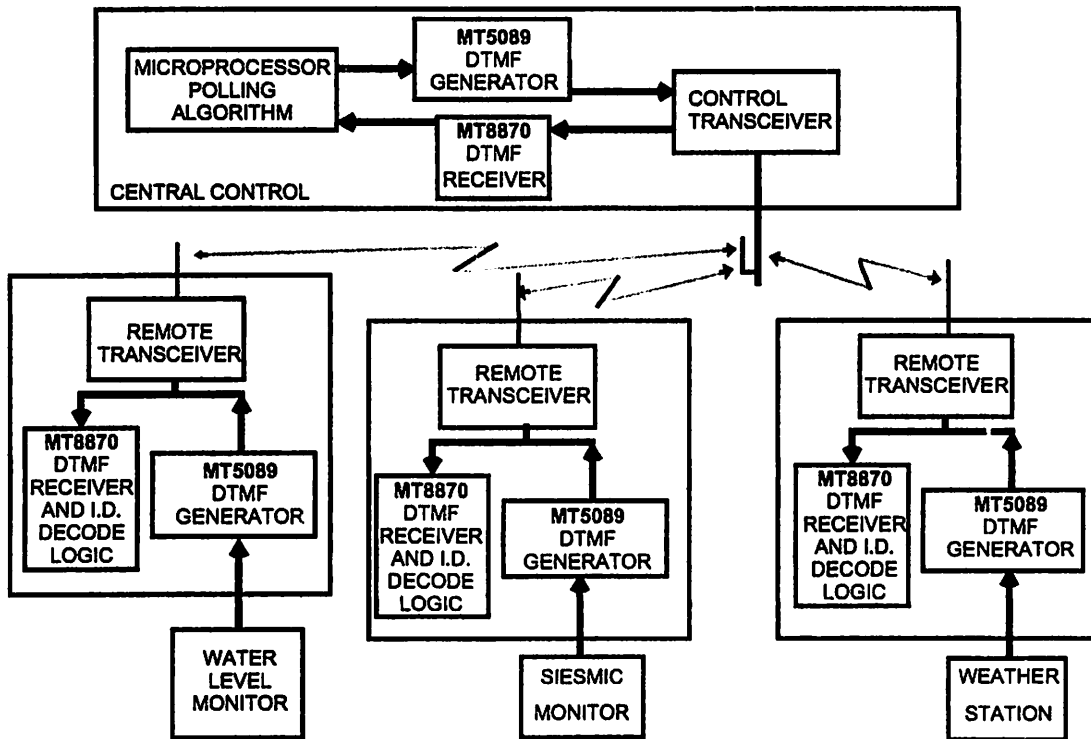 MICROPROCESSOR
POLLING
ALGORITHM
MT5089
DTMF
GENERATOR
CONTROL
TRANSCEIVER
MT8870
DTMF
RECEIVER
CENTRAL CONTROL
REMOTE
TRANSCEIVER
MT8870
DTMF
RECEIVER
AND I.D.
DECODE
LOGIC
MT5089
DTMF
GENERATOR
WATER
LEVEL
MONITOR
REMOTE
TRANSCEIVER
MT8870
DTMF
RECEIVER
AND I.D.
DECODE
LOGIC
MT5089
DTMF
GENERATOR
SIESMIC
MONITOR
REMOTE
TRANSCEIVER
MT8870
DTMF
RECEIVER
AND I.D.
DECODE
LOGIC
MT5089
DTMF
GENERATOR
WEATHER
STATION